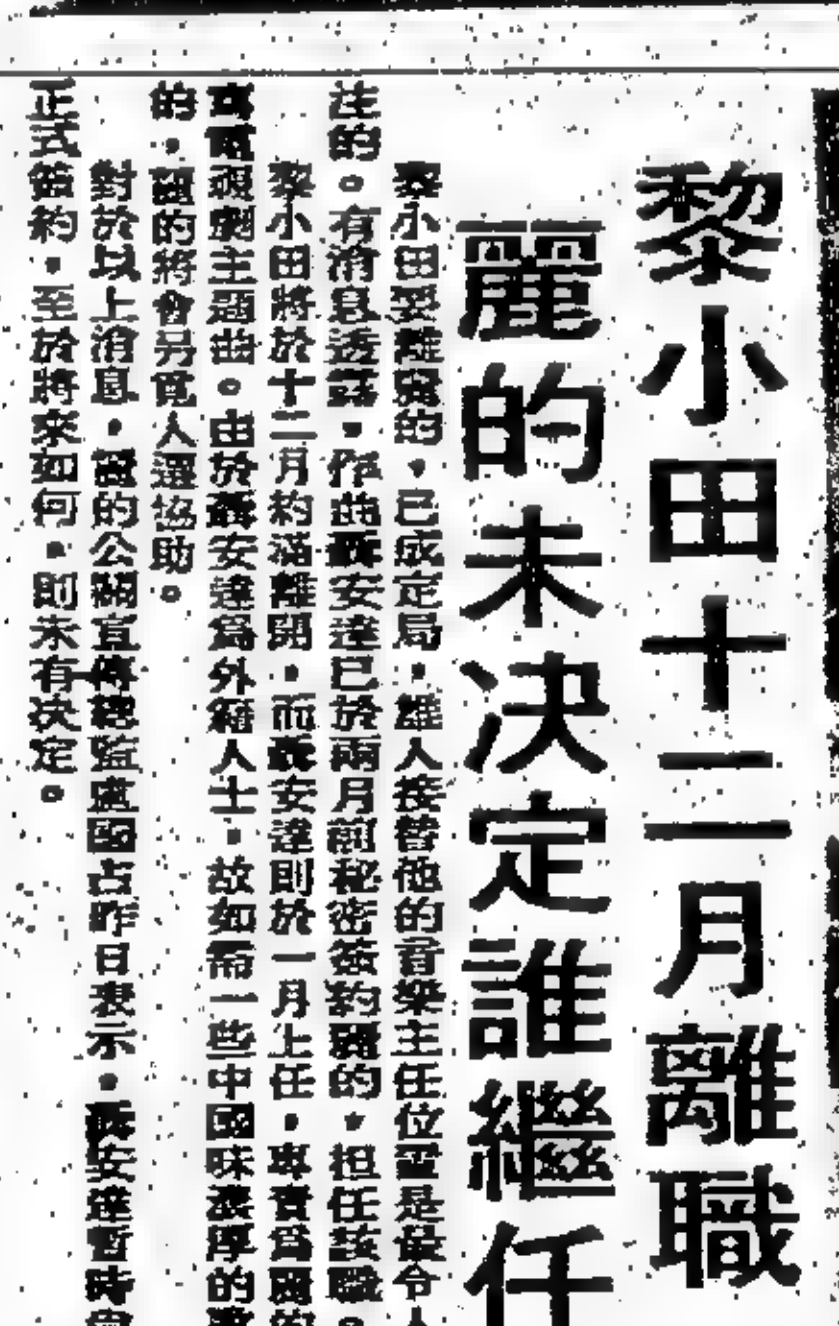 黎小田十二月離職
麗的未決定誰繼任
黎小田要離麗的，已成定局，誰人接替他的音樂主任位置是最令人
注的。有消息透露，作曲家安達已於兩月前秘密簽約麗的，担任該職。
黎小田將於十二月約滿離開，而安達則於一月上任，專責為麗的
電視劇主題曲。由於安達為外籍人士，故如需一些中國味濃厚的
的，麗的將會另覓人選協助。
對於以上消息，麗的公關宣傳總監盧國沾昨日表示，安達暫時
正式簽約，至於將來如何，則未有決定。